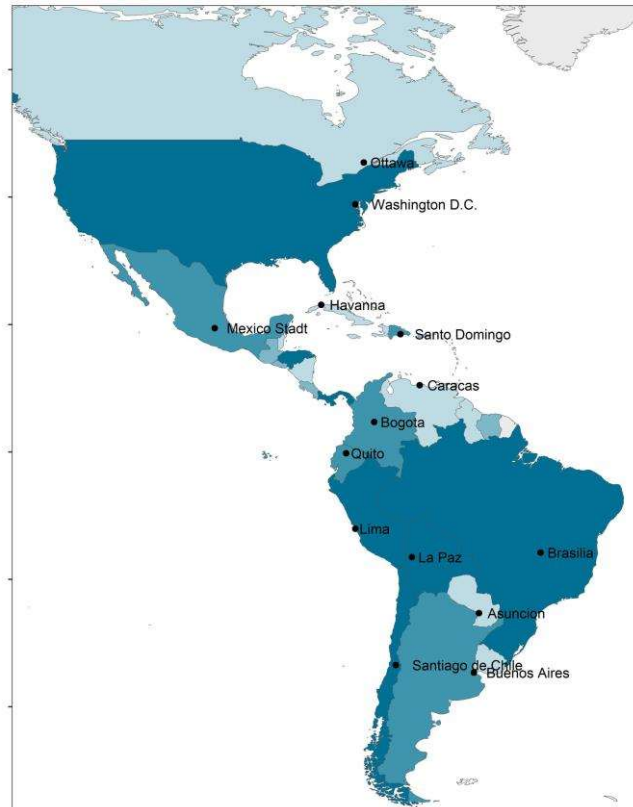 Ottawa
Washington D.C.
Havanna
Mexico Stadt
Santo Domingo
Caracas
Bogota
Quito
Lima
La Paz
Brasilia
Asuncion
Santiago de Chile
Buenos Aires